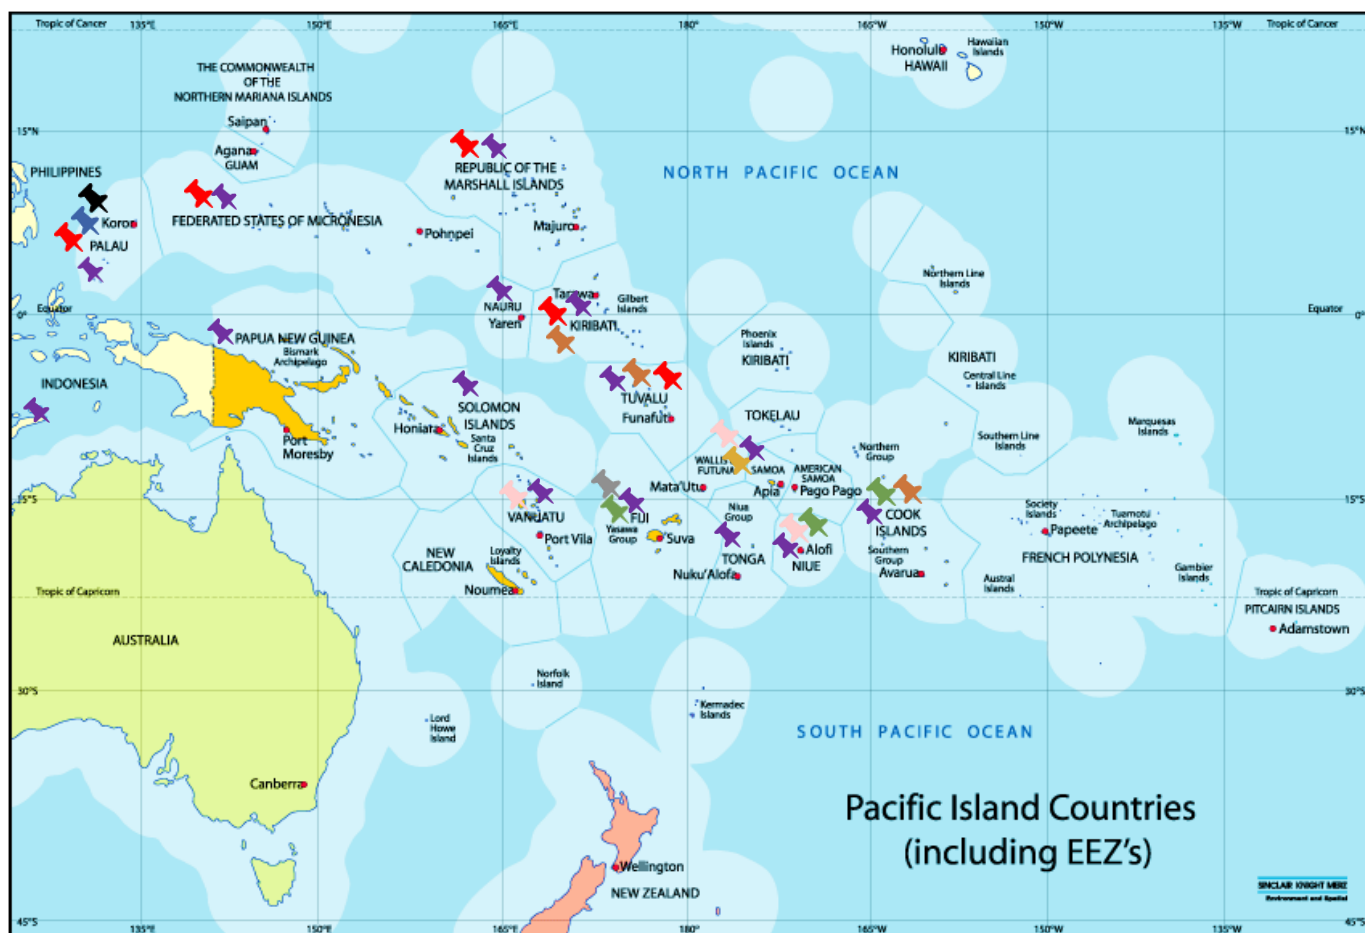 Tropic of Cancer
135°E
150°E
165°E
180°
165°W
150°W
135°W
Tropic of Cancer
Honolulu
HAWAII
Hawaiian
Islands
THE COMMONWEALTH
OF THE
NORTHERN MARIANA ISLANDS
Saipan
15°N
15°N
Agana
GUAM
PHILIPPINES
REPUBLIC OF THE
MARSHALL ISLANDS
NORTH PACIFIC OCEAN
Koror
PALAU
FEDERATED STATES OF MICRONESIA
Pohnpei
Majuro
Northern Line
Islands
NAURU
Yaren
Tarawa
Gilbert
Islands
KIRIBATI
Equator
0°
Equator
0°
PAPUA NEW GUINEA
Bismark
Archipelago
Phoenix
Islands
KIRIBATI
KIRIBATI
Central Line
Islands
INDONESIA
SOLOMON
ISLANDS
TUVALU
Funafuti
TOKELAU
Honiara
Santa
Cruz
Islands
Port
Moresby
Marquesas
Islands
Southern Line
Islands
Northern
Group
WALLIS
FUTUNA
SAMOA
AMERICAN
SAMOA
Mata'Utu
Apia
Pago Pago
15°S
15°S
VANUATU
Port Vila
FIJI
Yasawa
Group
Suva
Niua
Group
TONGA
Nuku'Alofa
Alofi
NIUE
COOK
ISLANDS
Southern
Group
Avarua
Society
Islands
Papeete
Tuamotu
Archipelago
FRENCH POLYNESIA
Gambier
Islands
Austral
Islands
NEW
CALEDONIA
Loyalty
Islands
Noumea
Tropic of Capricorn
Tropic of Capricorn
PITCAIRN ISLANDS
Adamstown
AUSTRALIA
Norfolk
Island
30°S
30°S
Kermadec
Islands
Lord
Howe
Island
SOUTH PACIFIC OCEAN
Canberra
Pacific Island Countries
(including EEZ's)
Wellington
NEW ZEALAND
SINCLAIR KNIGHT MERZ
Environment and Spatial
45°S
45°S
135°E
150°E
165°E
180°
165°W
150°W
135°W